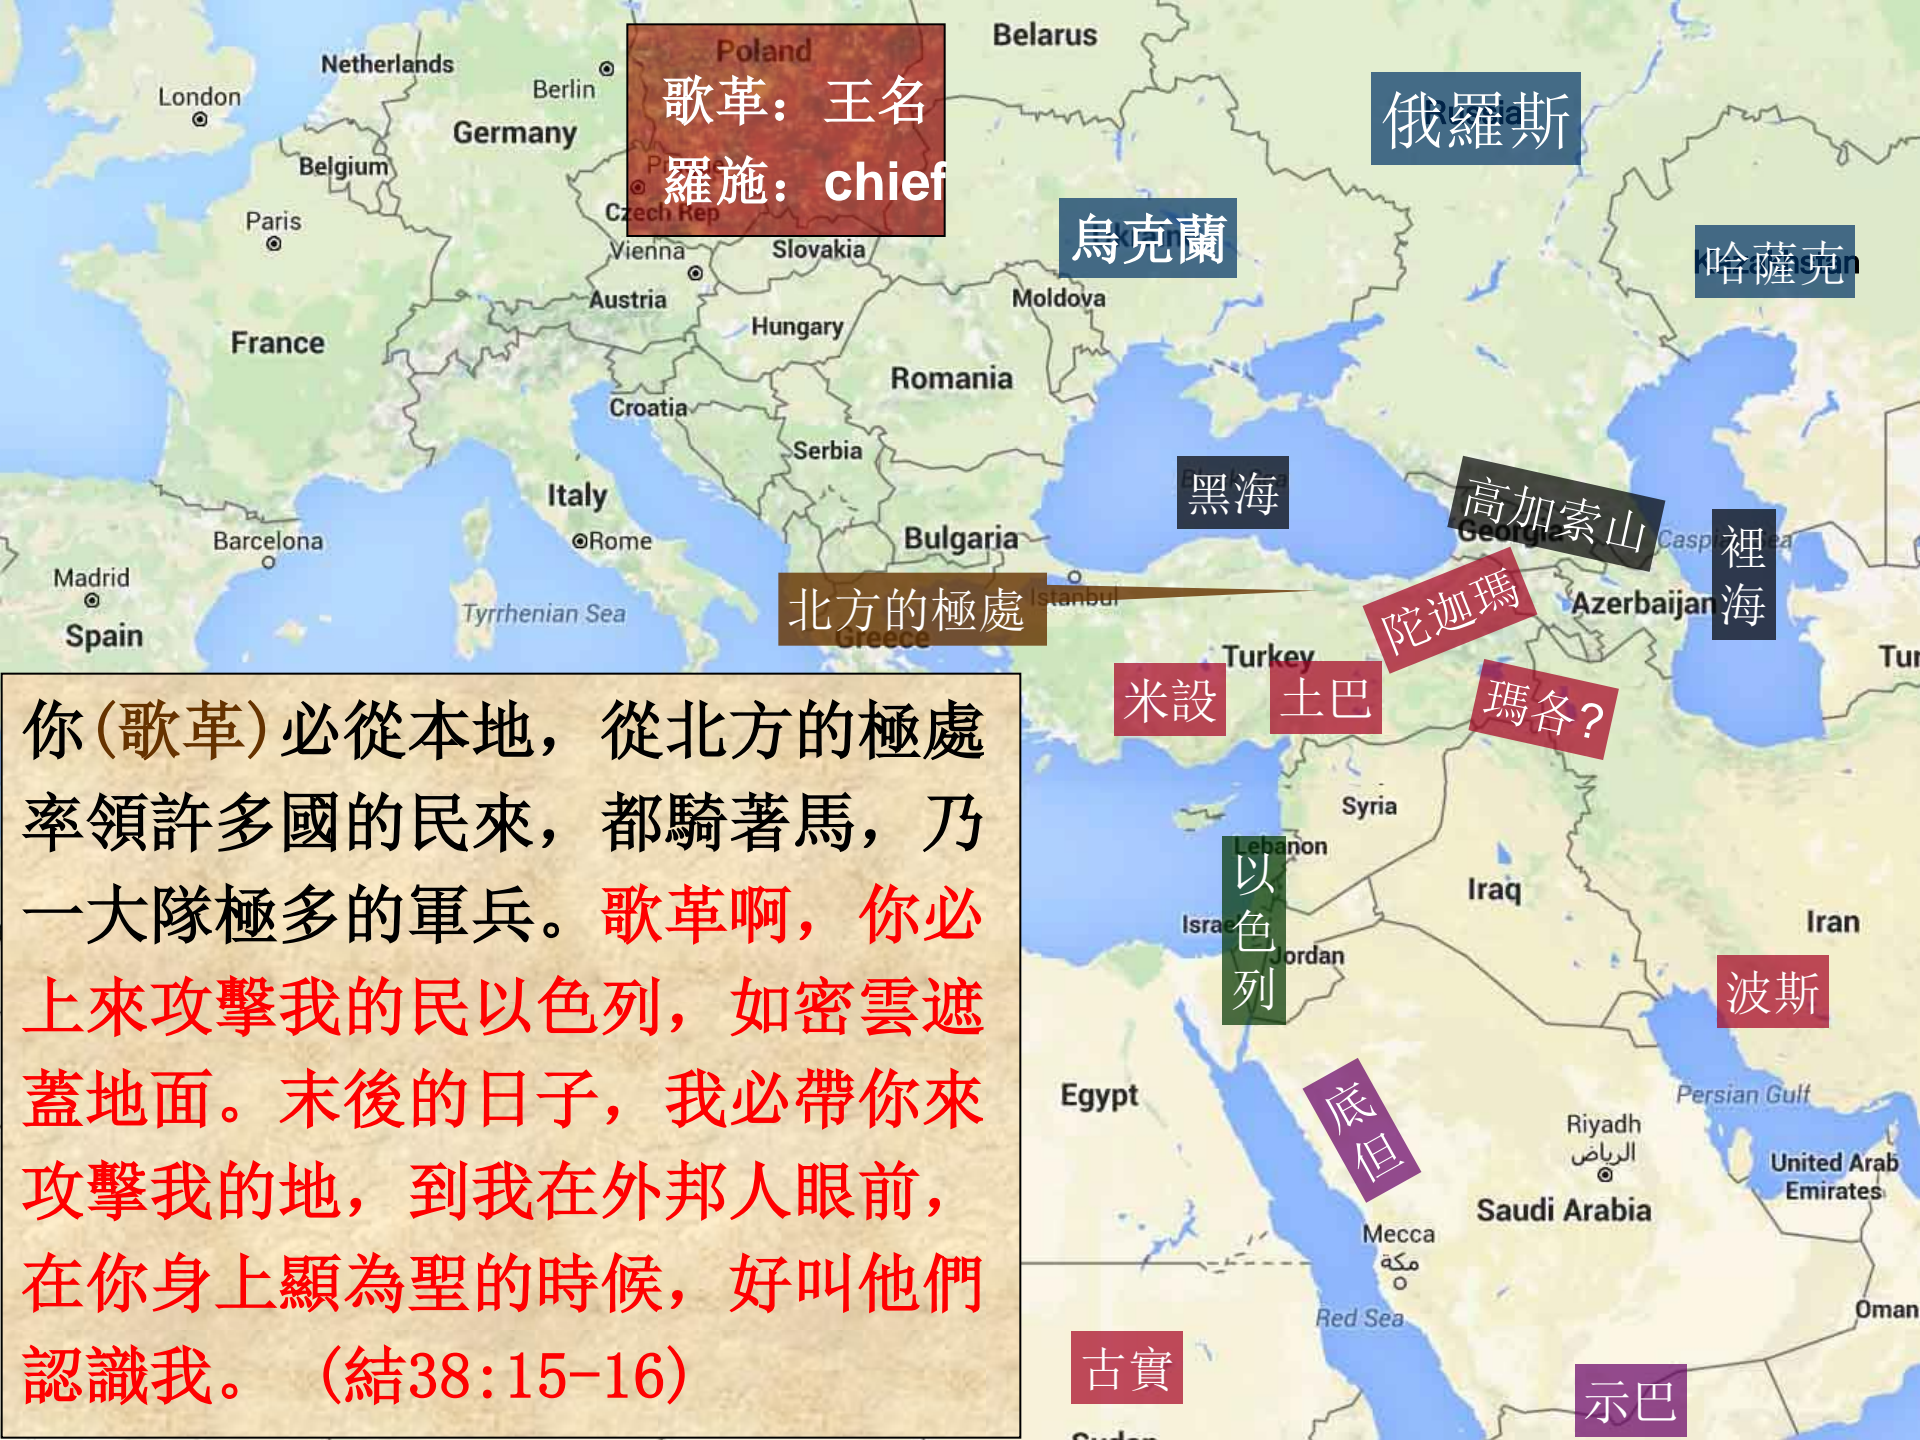 Belarus
Netherlands
Poland
London
Berlin
歌革：王名
俄羅斯
Germany
Belgium
羅施：chief
Paris
Czech Rep
烏克蘭
Vienna
Slovakia
哈薩克
Austria
Moldova
Hungary
France
Romania
Croatia
Serbia
黑海
高加索山
Italy
Georgia
Bulgaria
Barcelona
Rome
裡海
Madrid
Istanbul
陀迦瑪
Azerbaijan
Tyrrhenian Sea
北方的極處
Greece
Spain
Turkey
Tur
米設
土巴
瑪各?
你(歌革)必從本地，從北方的極處
率領許多國的民來，都騎著馬，乃
一大隊極多的軍兵。歌革啊，你必
上來攻擊我的民以色列，如密雲遮
蓋地面。末後的日子，我必帶你來
攻擊我的地，到我在外邦人眼前，
在你身上顯為聖的時候，好叫他們
認識我。 (結38:15-16)
Syria
Lebanon
以色列
Iraq
Israel
Iran
Jordan
波斯
Egypt
底但
Persian Gulf
Riyadh
الرياض
United Arab
Emirates
Saudi Arabia
Mecca
مكة
Red Sea
Oman
古實
示巴
Sudan